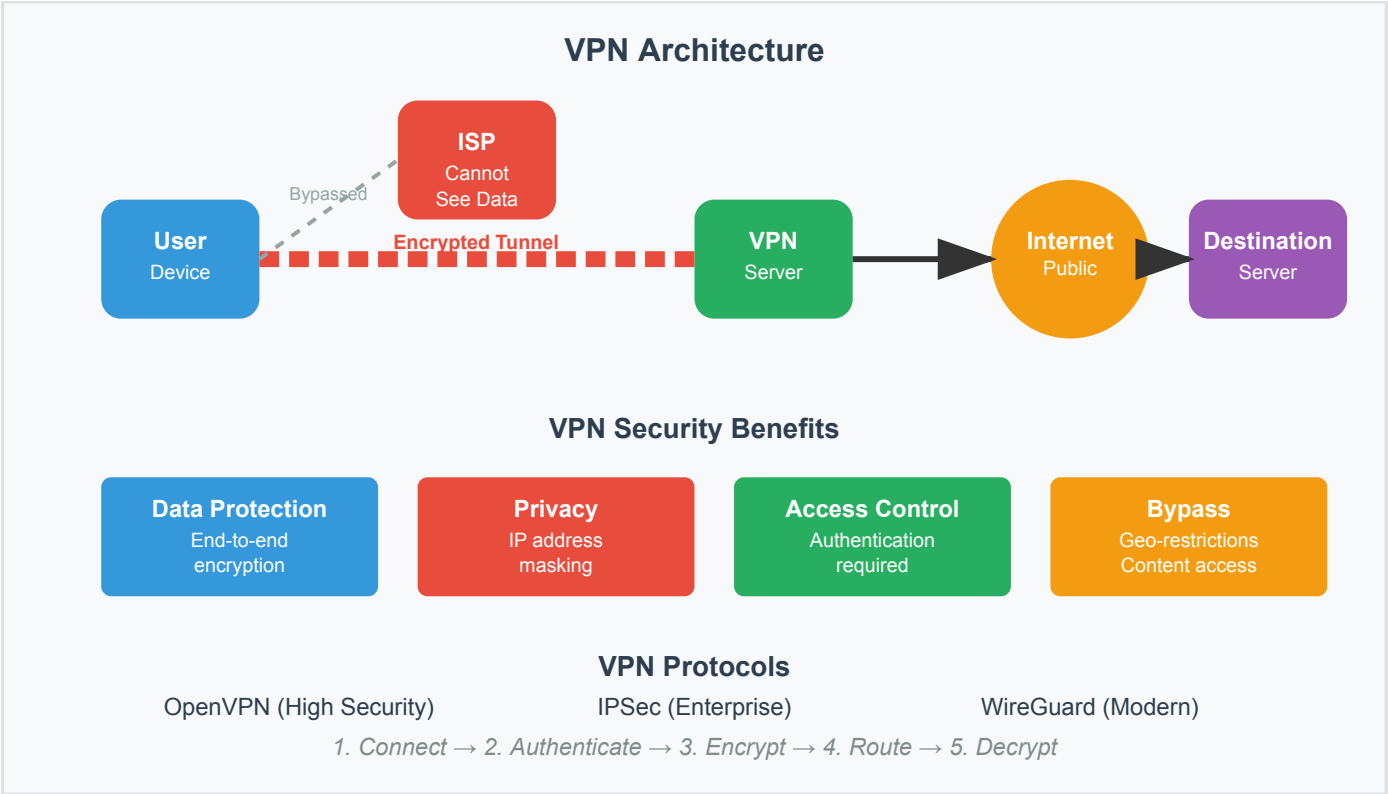 VPN Architecture
ISP
Cannot
See Data
Bypassed
Encrypted Tunnel
User
Device
VPN
Server
Internet
Public
Destination
Server
VPN Security Benefits
Data Protection
End-to-end
encryption
Privacy
IP address
masking
Access Control
Authentication
required
Bypass
Geo-restrictions
Content access
VPN Protocols
OpenVPN (High Security)
IPSec (Enterprise)
WireGuard (Modern)
1. Connect → 2. Authenticate → 3. Encrypt → 4. Route → 5. Decrypt